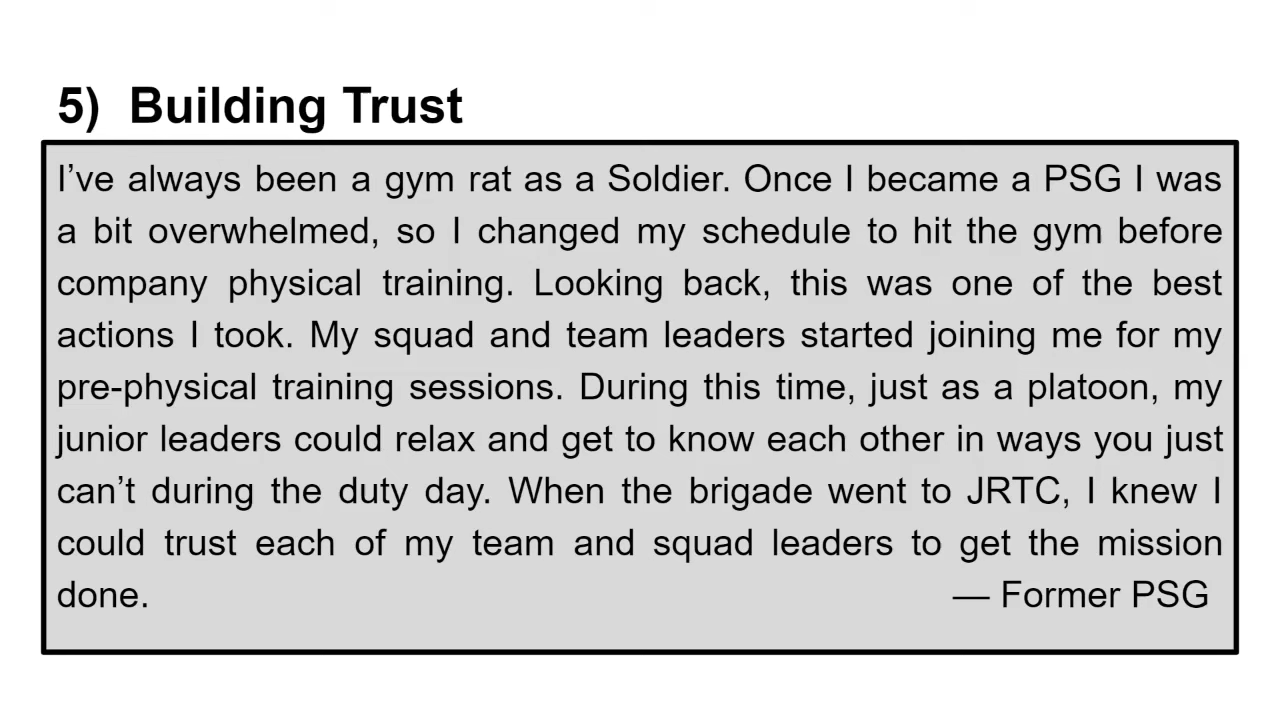 5) Building Trust
I’ve always been a gym rat as a Soldier. Once I became a PSG I was
a bit overwhelmed, so I changed my schedule to hit the gym before
company physical training. Looking back, this was one of the best
actions I took. My squad and team leaders started joining me for my
pre-physical training sessions. During this time, just as a platoon, my
junior leaders could relax and get to know each other in ways you just
can’t during the duty day. When the brigade went to JRTC, I knew I
could trust each of my team and squad leaders to get the mission
done. — Former PSG